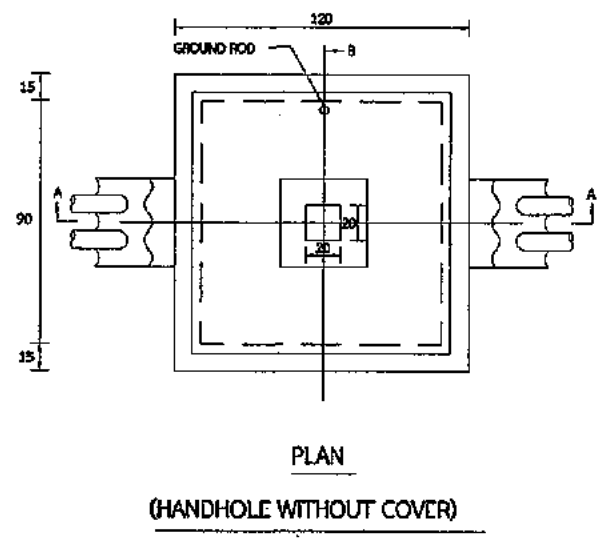 120
GROUND ROD
B
15
A
A
90
20
20
15
PLAN
(HANDHOLE WITHOUT COVER)